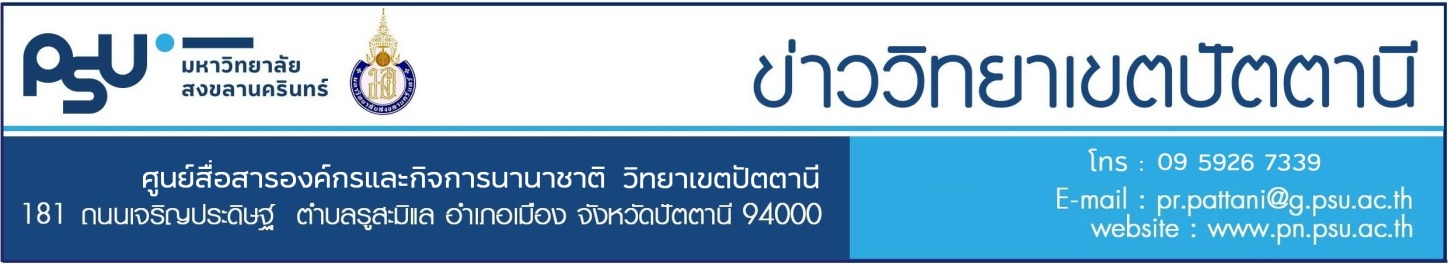 PSU มหาวิทยาลัย
สงขลานครินทร์
ข่าววิทยาเขตปัตตานี
ศูนย์สื่อสารองค์กรและกิจการนานาชาติ วิทยาเขตปัตตานี
181 ถนนเจริญประดิษฐ์ ตำบลรูสะมิแล อำเภอเมือง จังหวัดปัตตานี 94000
โทร : 09 5926 7339
E-mail : pr.pattani@g.psu.ac.th
website : www.pn.psu.ac.th